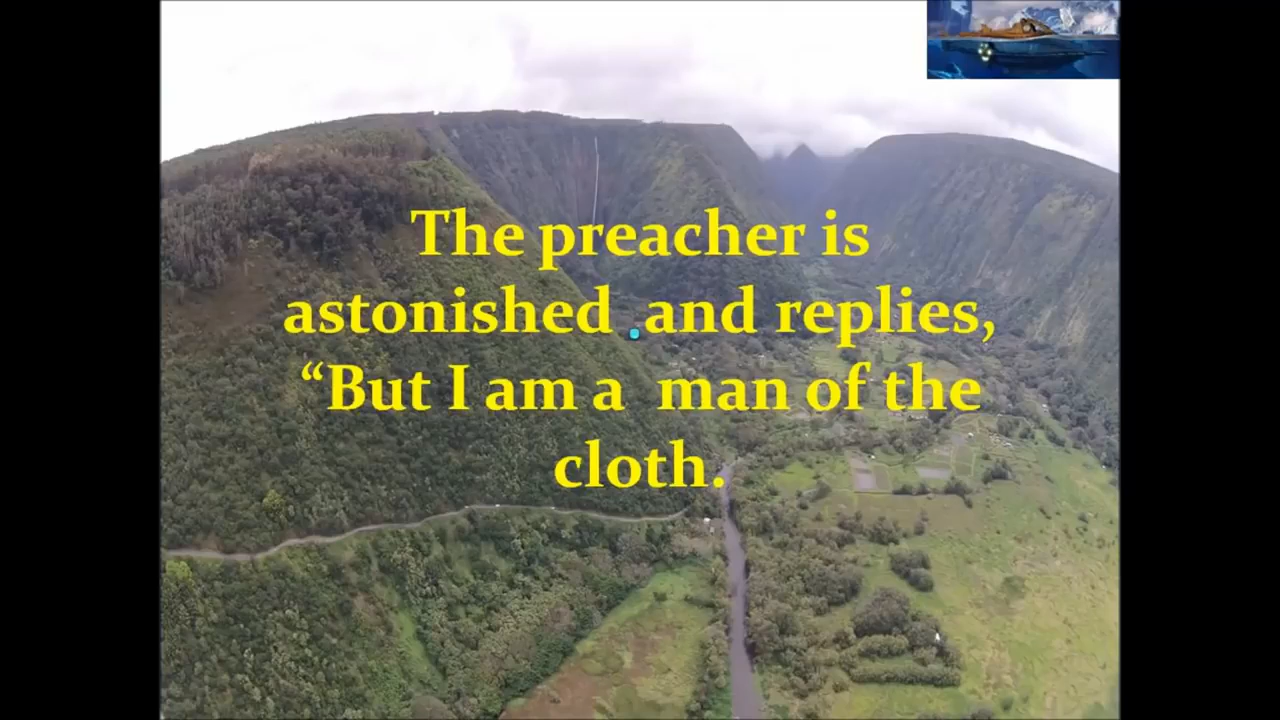 The preacher is
astonished and replies,
“But I am a man of the
cloth.